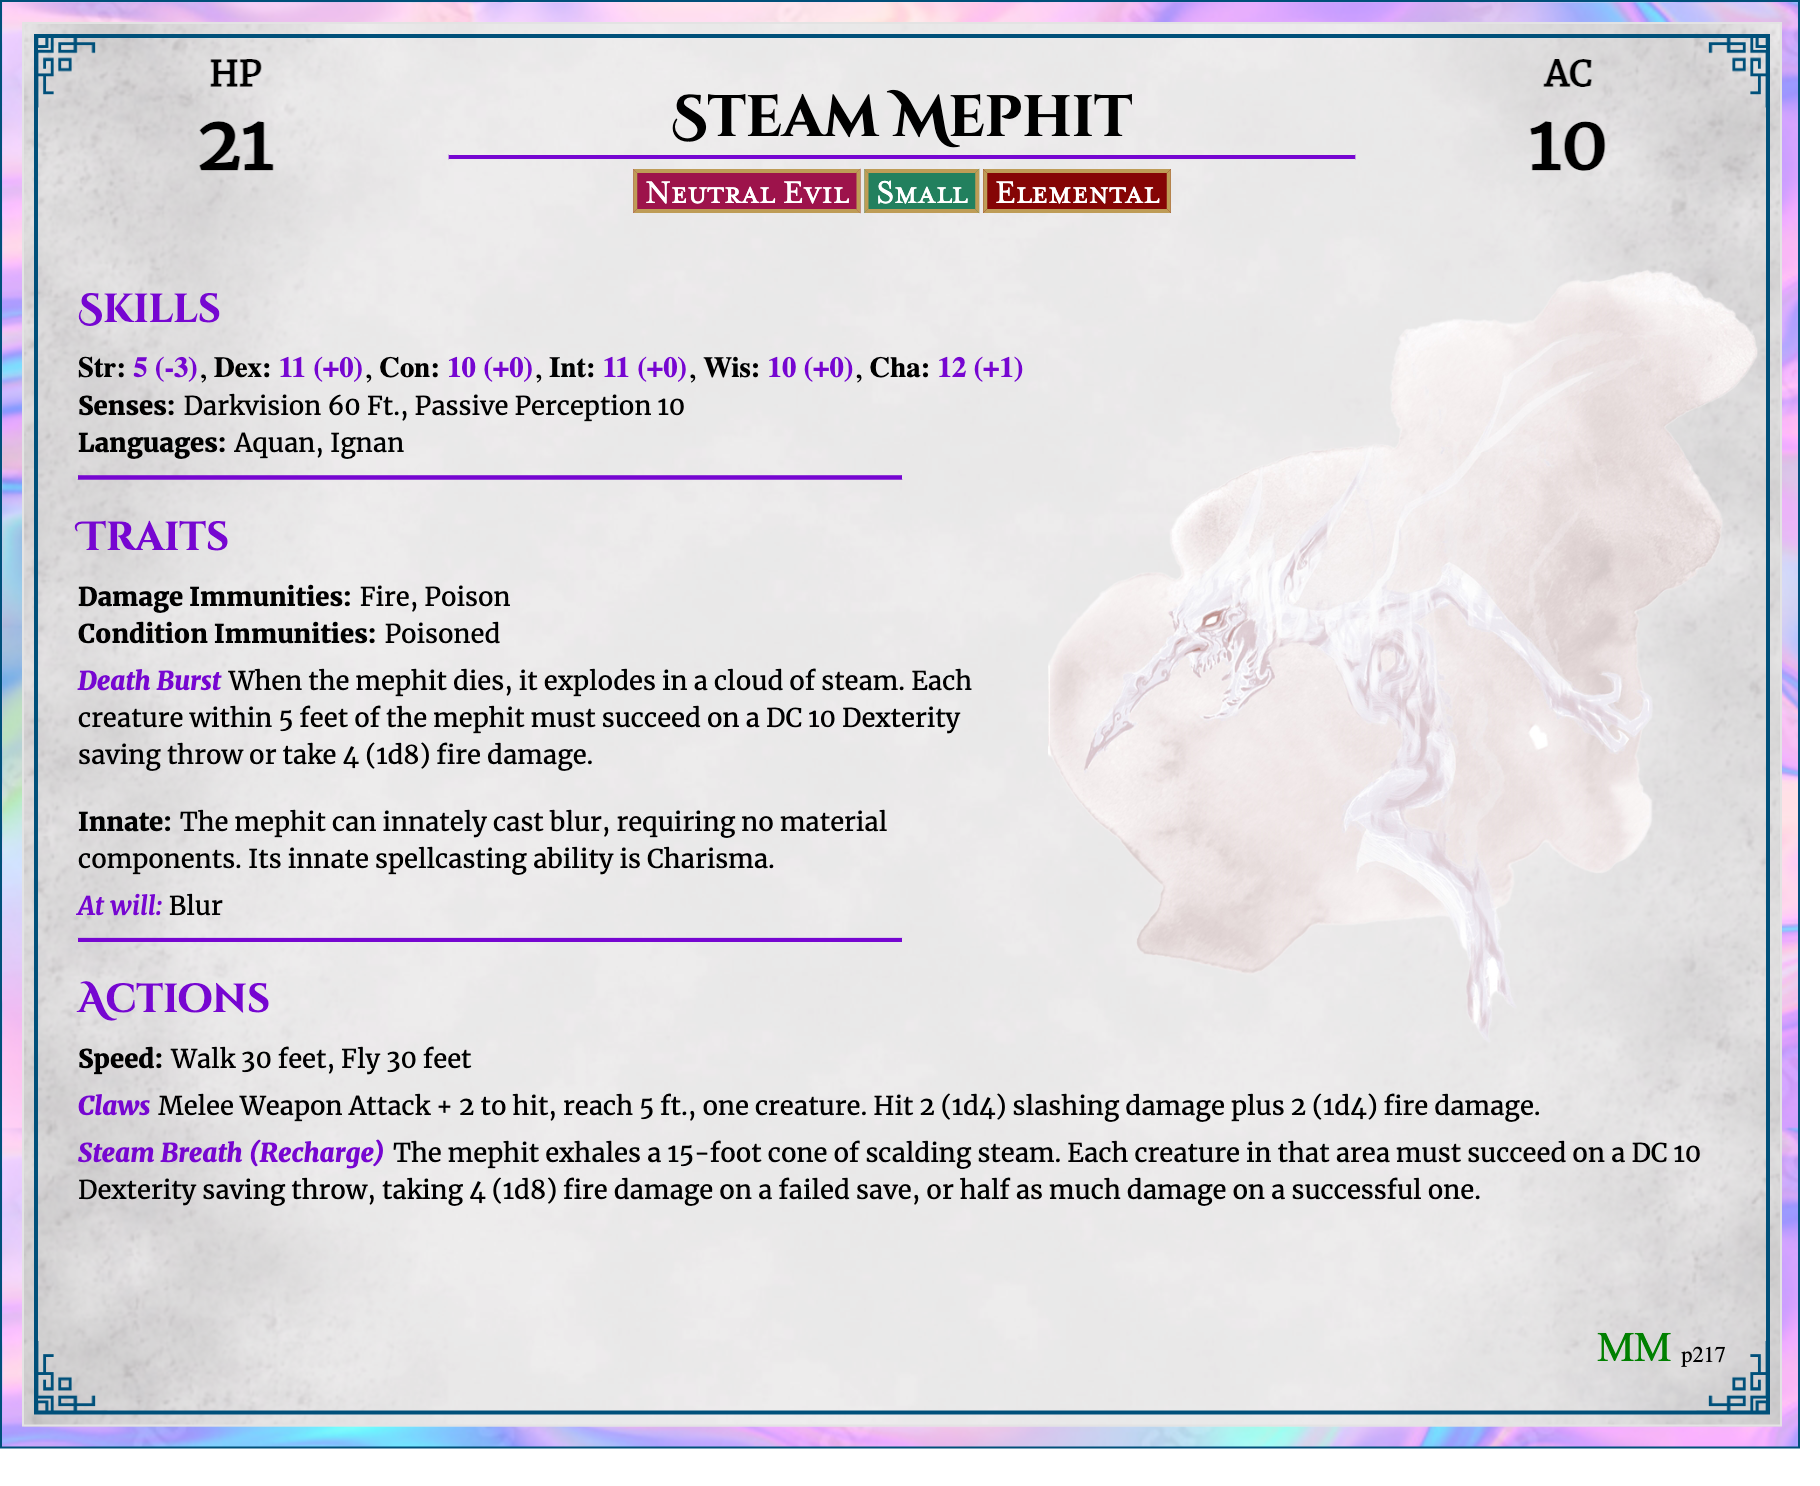 HP
21
Steam Mephit
AC
10
Neutral Evil Small Elemental
Skills
Str: 5 (-3), Dex: 11 (+0), Con: 10 (+0), Int: 11 (+0), Wis: 10 (+0), Cha: 12 (+1)
Senses: Darkvision 60 Ft., Passive Perception 10
Languages: Aquan, Ignan
Traits
Damage Immunities: Fire, Poison
Condition Immunities: Poisoned
Death Burst When the mephit dies, it explodes in a cloud of steam. Each
creature within 5 feet of the mephit must succeed on a DC 10 Dexterity
saving throw or take 4 (1d8) fire damage.
Innate: The mephit can innately cast blur, requiring no material
components. Its innate spellcasting ability is Charisma.
At will: Blur
Actions
Speed: Walk 30 feet, Fly 30 feet
Claws Melee Weapon Attack + 2 to hit, reach 5 ft., one creature. Hit 2 (1d4) slashing damage plus 2 (1d4) fire damage.
Steam Breath (Recharge) The mephit exhales a 15-foot cone of scalding steam. Each creature in that area must succeed on a DC 10
Dexterity saving throw, taking 4 (1d8) fire damage on a failed save, or half as much damage on a successful one.
MM p217